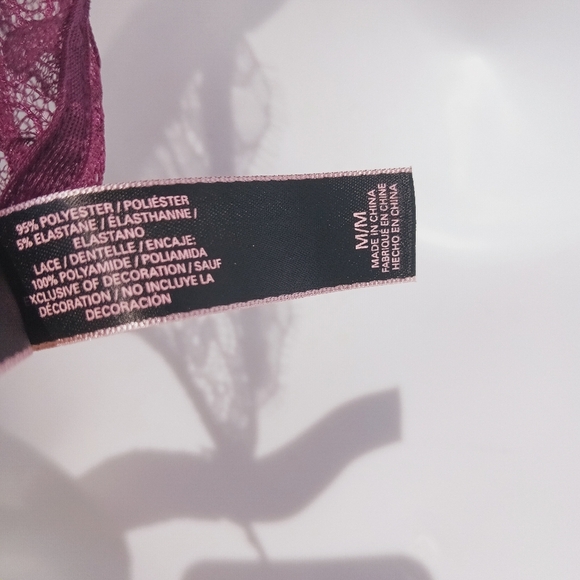 95% POLYESTER / POLIÉSTER
5% ELASTANE / ÉLASTHANNE /
ELASTANO
LACE / DENTELLE / ENCAJE:
100% POLYAMIDE / POLIAMIDA
XCLUSIVE OF DECORATION / SAUF
DÉCORATION / NO INCLUYE LA
DECORACIÓN
M/M
MADE IN CHINA
FABRIQUÉ EN CHINE
HECHO EN CHINA